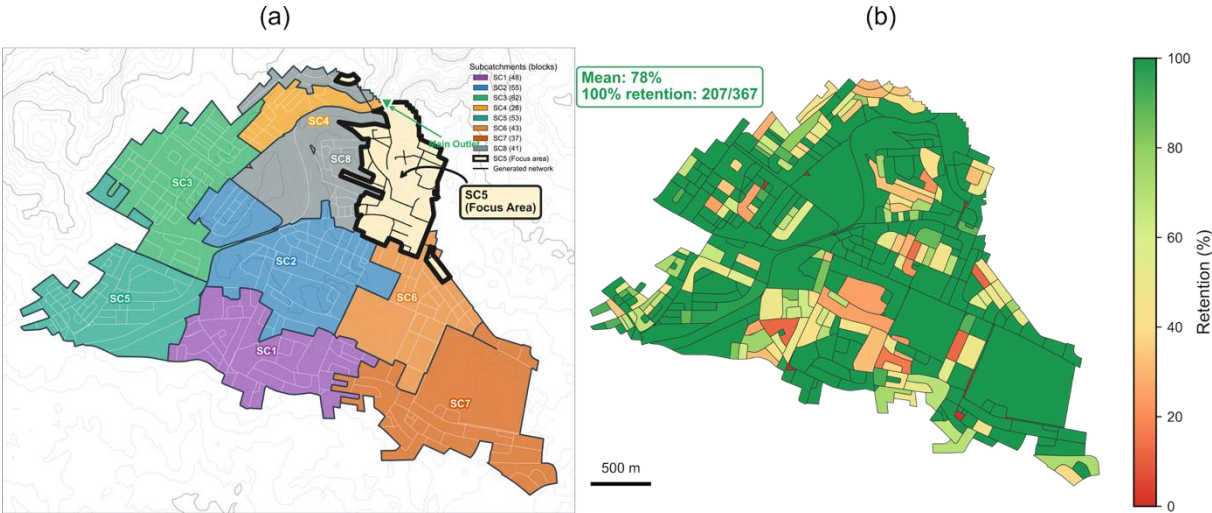 (a)
(b)
Subcatchments (blocks)
SC1 (48)
SC2 (55)
SC3 (62)
SC4 (28)
SC5 (53)
SC6 (43)
SC7 (37)
SC8 (41)
SC5 (Focus area)
Generated network
Main Outlet
SC4
SC8
SC3
SC5
(Focus Area)
SC2
SC5
SC6
SC1
SC7
Mean: 78%
100% retention: 207/367
500 m
100
80
60
40
20
0
Retention (%)